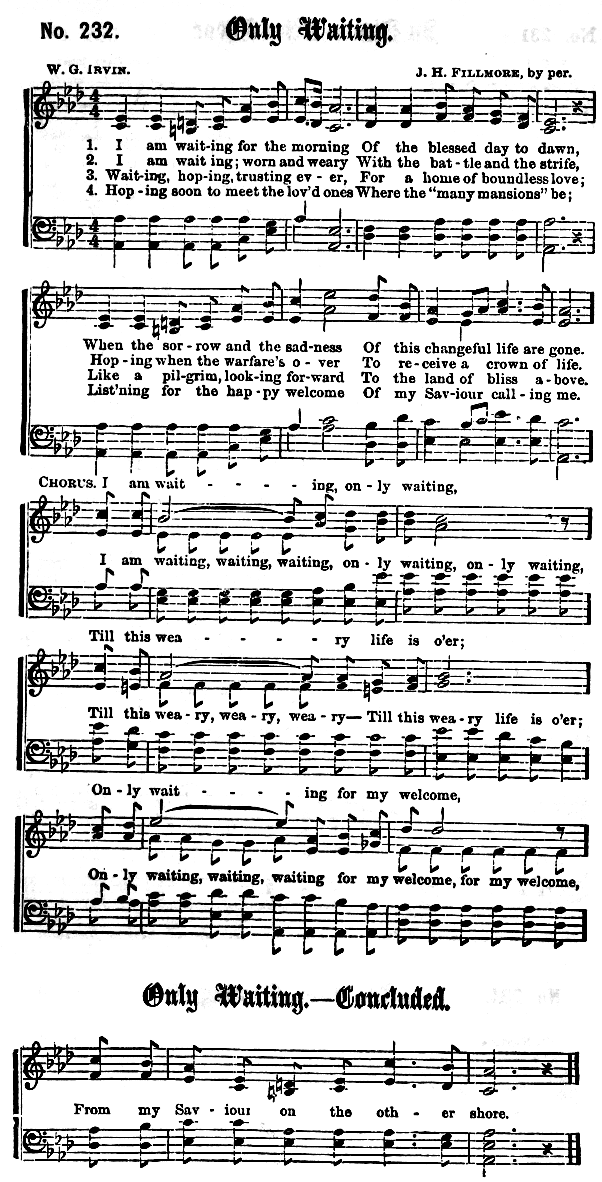 No. 232. Only Waiting.
W. G. Irvin. J. H. Fillmore, by per.
1. I am wait-ing for the morning Of the blessed day to dawn,
2. I am wait ing; worn and weary With the bat-tle and the strife,
3. Wait-ing, hop-ing, trusting ev-er, For a home of boundless love;
4. Hop-ing soon to meet the lov'd ones Where the "many mansions" be;
When the sor-row and the sad-ness Of this changeful life are gone.
Hop-ing when the warfare's o-ver To re-ceive a crown of life.
Like a pil-grim, look-ing for-ward To the land of bliss a-bove.
List'ning for the hap-py welcome Of my Sav-iour call-ing me.
Chorus. I am wait - - - - ing, on-ly waiting,
I am waiting, waiting, waiting, on-ly waiting, on-ly waiting,
Till this wea - - - - ry life is o'er;
Till this wea-ry, wea-ry, wea-ry— Till this wea-ry life is o'er;
On-ly wait - - - - ing for my welcome,
On-ly waiting, waiting, waiting for my welcome, for my welcome,
Only Waiting.—Concluded.
From my Sav-iour on the oth-er shore.